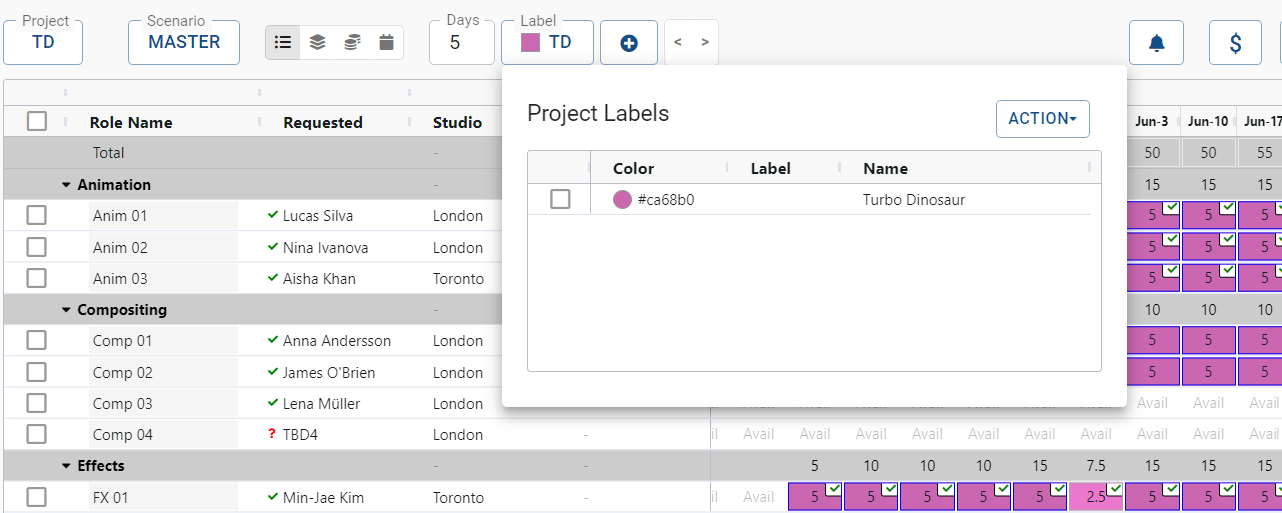 Project Scenario Days Label
TD MASTER 5 TD < > $
Project Labels
ACTION
Role Name Requested Studio Jun-3 Jun-10 Jun-17
Total - 50 50 55
Color Label Name
Animation - 15 15 15
#ca68b0 Turbo Dinosaur
Anim 01 Lucas Silva London 5 5 5
Anim 02 Nina Ivanova London 5 5 5
Anim 03 Aisha Khan Toronto 5 5 5
Compositing - 10 10 10
Comp 01 Anna Andersson London 5 5 5
Comp 02 James O'Brien London 5 5 5
Comp 03 Lena Müller London Avail Avail Avail
Comp 04 ? TBD4 London - Avail Avail Avail Avail Avail Avail Avail Avail Avail Avail
Effects - - 5 10 10 10 15 7.5 15 15 15
FX 01 Min-Jae Kim Toronto - Avail 5 5 5 5 5 2.5 5 5 5